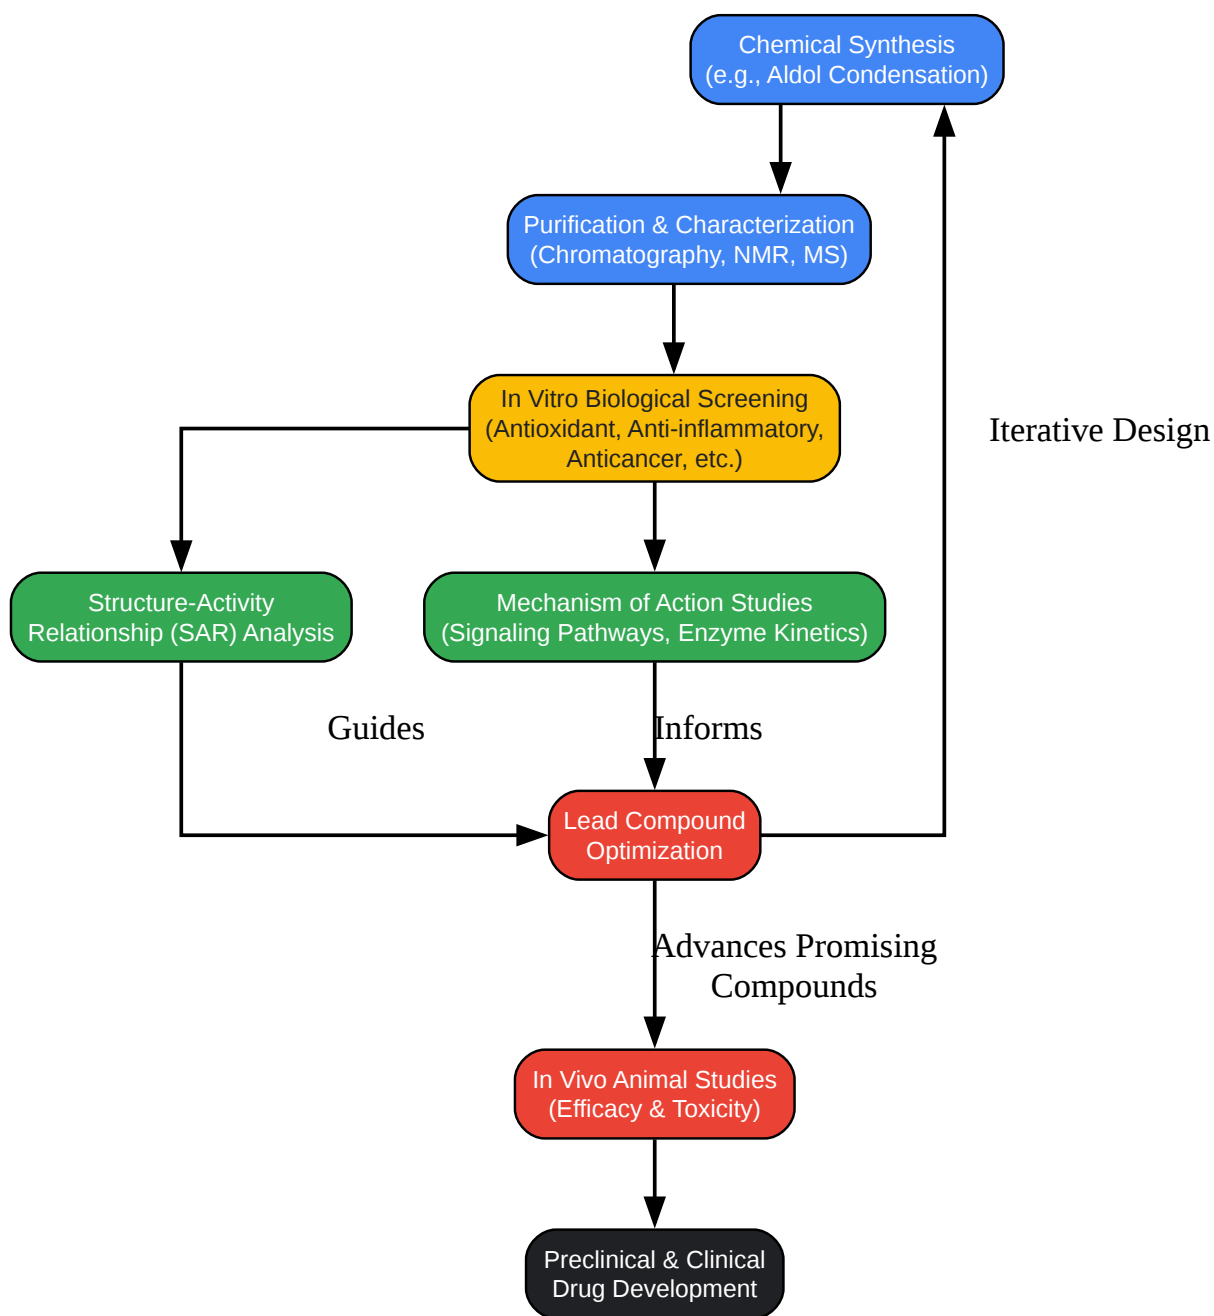 Chemical Synthesis
(e.g., Aldol Condensation)
Purification & Characterization
(Chromatography, NMR, MS)
In Vitro Biological Screening
(Antioxidant, Anti-inflammatory,
Anticancer, etc.)
Iterative Design
Structure-Activity
Relationship (SAR) Analysis
Mechanism of Action Studies
(Signaling Pathways, Enzyme Kinetics)
Guides
Informs
Lead Compound
Optimization
Advances Promising
Compounds
In Vivo Animal Studies
(Efficacy & Toxicity)
Preclinical & Clinical
Drug Development